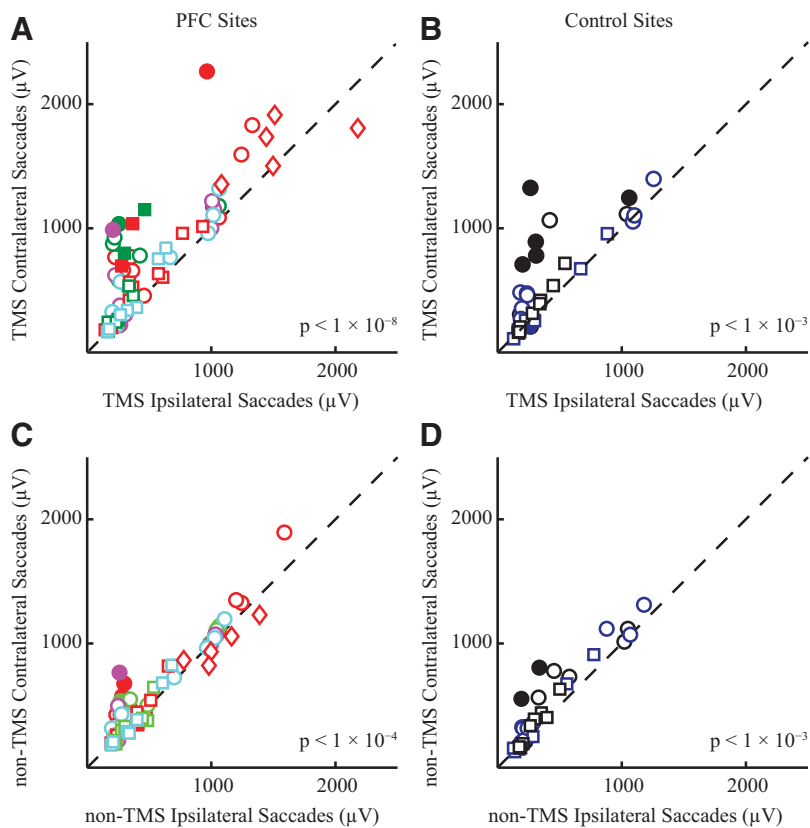 A
PFC Sites
TMS Contralateral Saccades (µV)
2000
1000
p < 1 × 10⁻⁸
1000
2000
TMS Ipsilateral Saccades (µV)
B
Control Sites
TMS Contralateral Saccades (µV)
2000
1000
p < 1 × 10⁻³
1000
2000
TMS Ipsilateral Saccades (µV)
C
non-TMS Contralateral Saccades (µV)
2000
1000
p < 1 × 10⁻⁴
1000
2000
non-TMS Ipsilateral Saccades (µV)
D
non-TMS Contralateral Saccades (µV)
2000
1000
p < 1 × 10⁻³
1000
2000
non-TMS Ipsilateral Saccades (µV)